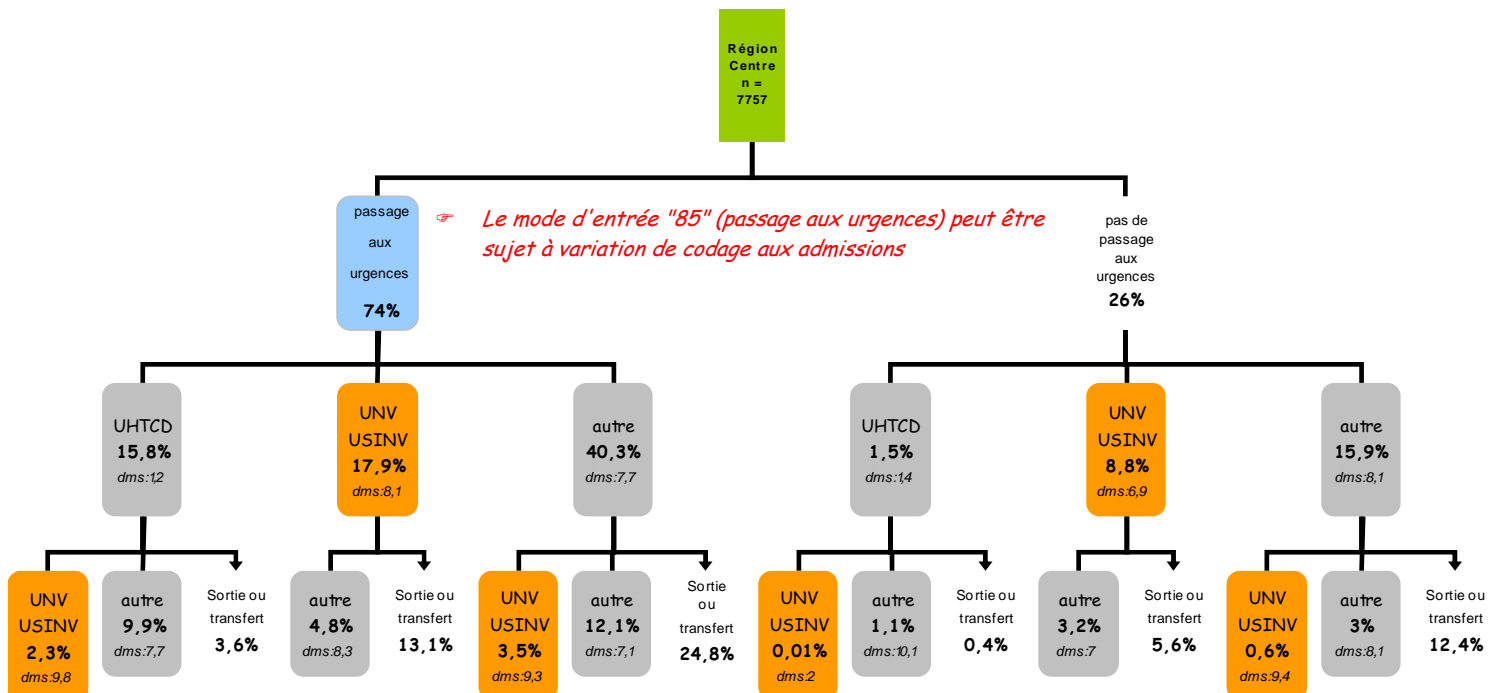 Région
Centre
n =
7757
passage
aux
urgences
74%
☞ Le mode d'entrée "85" (passage aux urgences) peut être
sujet à variation de codage aux admissions
pas de
passage
aux
urgences
26%
UHTCD
15,8%
dms:1,2
UNV
USINV
17,9%
dms:8,1
autre
40,3%
dms:7,7
UHTCD
1,5%
dms:1,4
UNV
USINV
8,8%
dms:6,9
autre
15,9%
dms:8,1
UNV
USINV
2,3%
dms:9,8
autre
9,9%
dms:7,7
Sortie ou
transfert
3,6%
autre
4,8%
dms:8,3
Sortie ou
transfert
13,1%
UNV
USINV
3,5%
dms:9,3
autre
12,1%
dms:7,1
Sortie
ou
transfert
24,8%
UNV
USINV
0,01%
dms:2
autre
1,1%
dms:10,1
Sortie ou
transfert
0,4%
autre
3,2%
dms:7
Sortie ou
transfert
5,6%
UNV
USINV
0,6%
dms:9,4
autre
3%
dms:8,1
Sortie ou
transfert
12,4%